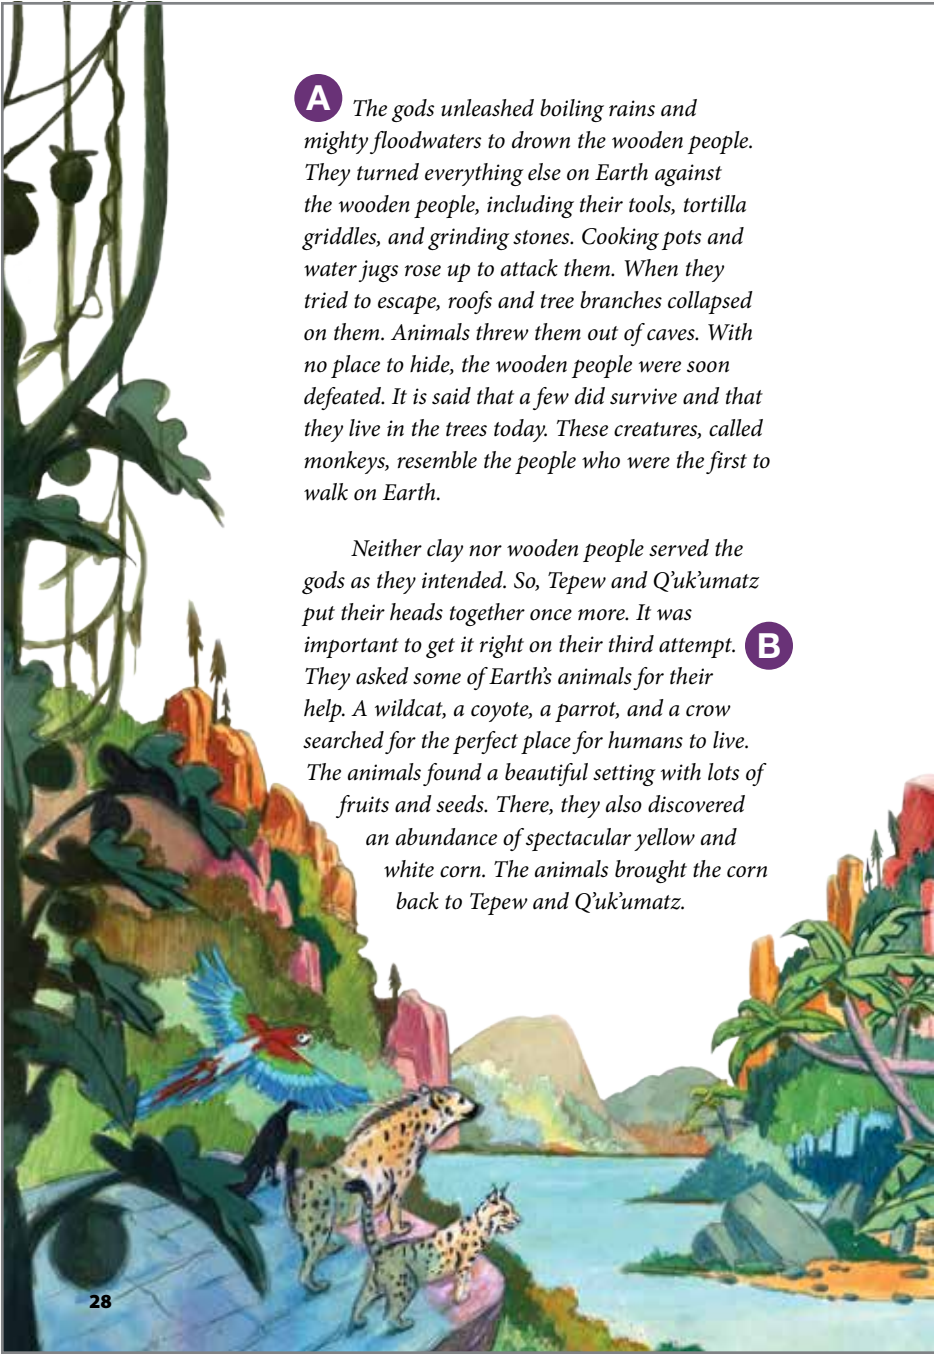 A The gods unleashed boiling rains and
mighty floodwaters to drown the wooden people.
They turned everything else on Earth against
the wooden people, including their tools, tortilla
griddles, and grinding stones. Cooking pots and
water jugs rose up to attack them. When they
tried to escape, roofs and tree branches collapsed
on them. Animals threw them out of caves. With
no place to hide, the wooden people were soon
defeated. It is said that a few did survive and that
they live in the trees today. These creatures, called
monkeys, resemble the people who were the first to
walk on Earth.
Neither clay nor wooden people served the
gods as they intended. So, Tepew and Q’uk’umatz
put their heads together once more. It was
important to get it right on their third attempt. B
They asked some of Earth’s animals for their
help. A wildcat, a coyote, a parrot, and a crow
searched for the perfect place for humans to live.
The animals found a beautiful setting with lots of
fruits and seeds. There, they also discovered
an abundance of spectacular yellow and
white corn. The animals brought the corn
back to Tepew and Q’uk’umatz.
28